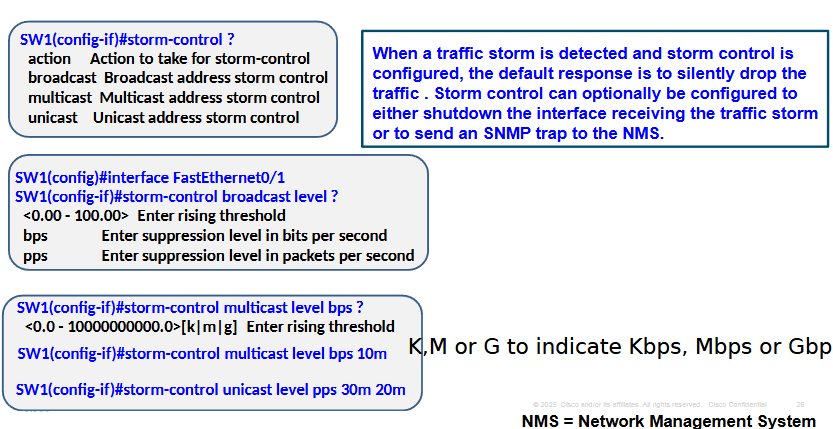 SW1(config-if)#storm-control ?
action Action to take for storm-control
broadcast Broadcast address storm control
multicast Multicast address storm control
unicast Unicast address storm control
When a traffic storm is detected and storm control is
configured, the default response is to silently drop the
traffic . Storm control can optionally be configured to
either shutdown the interface receiving the traffic storm
or to send an SNMP trap to the NMS.
SW1(config)#interface FastEthernet0/1
SW1(config-if)#storm-control broadcast level ?
<0.00 - 100.00> Enter rising threshold
bps Enter suppression level in bits per second
pps Enter suppression level in packets per second
SW1(config-if)#storm-control multicast level bps ?
<0.0 - 10000000000.0>[k|m|g] Enter rising threshold
SW1(config-if)#storm-control multicast level bps 10m
K,M or G to indicate Kbps, Mbps or Gbp
SW1(config-if)#storm-control unicast level pps 30m 20m
© 2025 Cisco and/or its affiliates. All rights reserved. Cisco Confidential 26
NMS = Network Management System